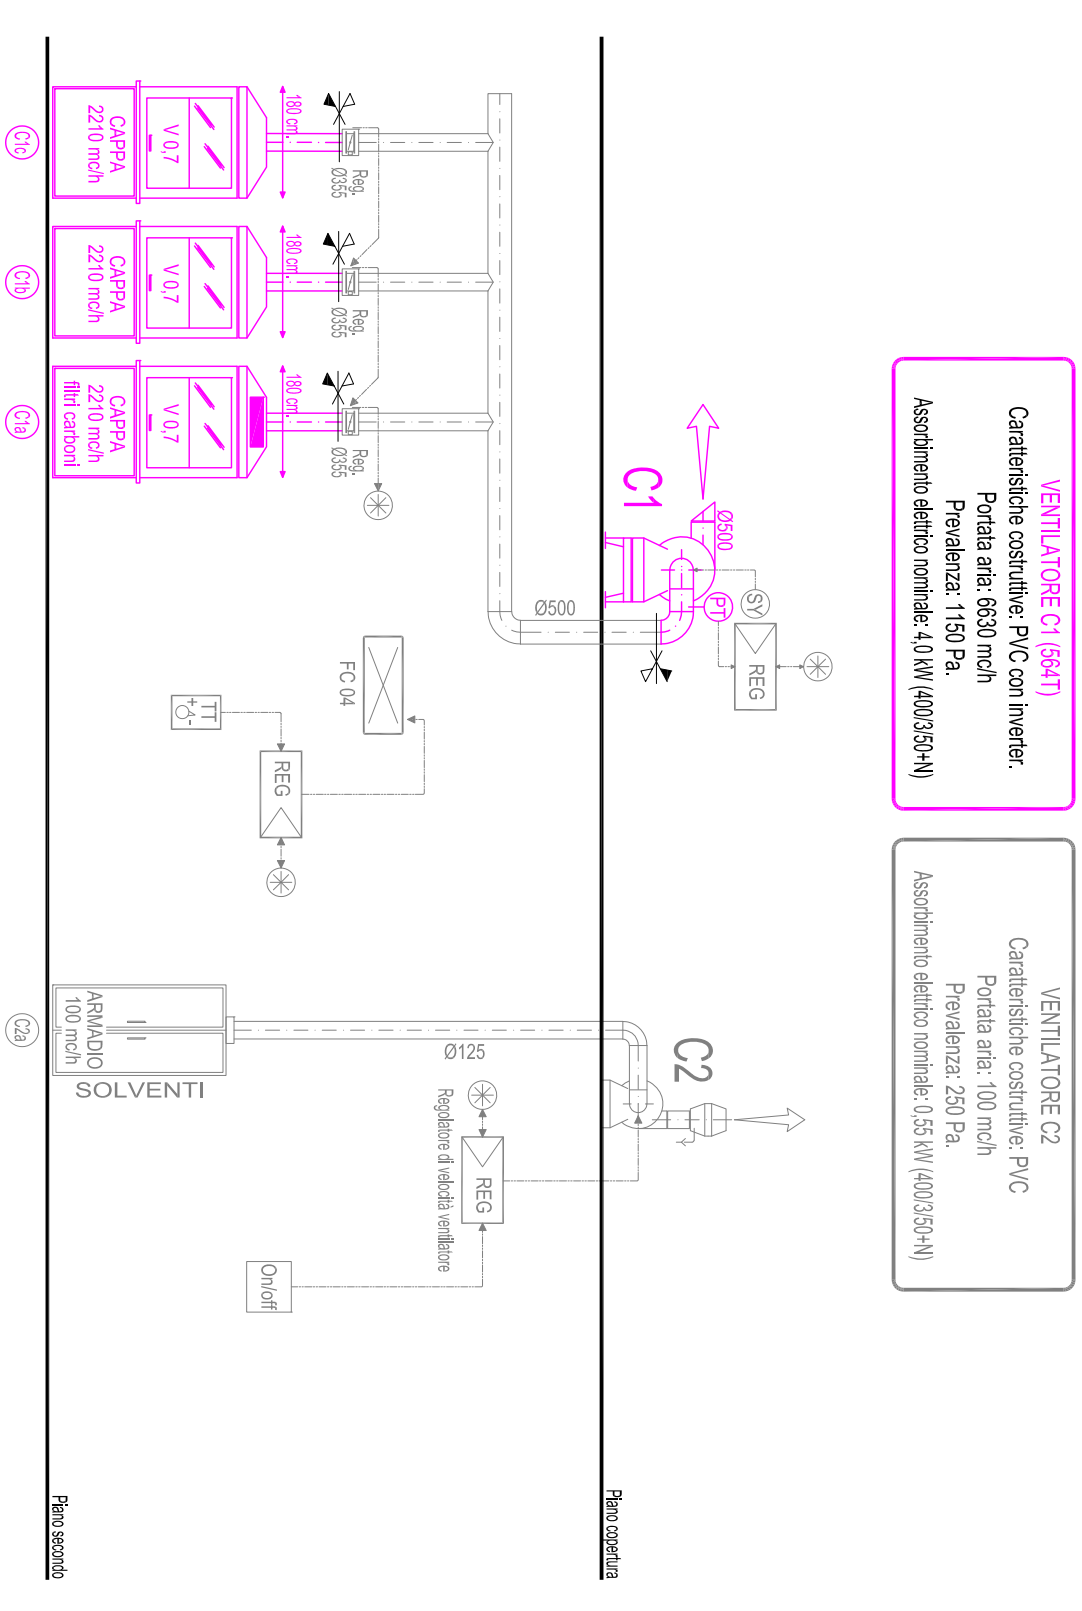 VENTILATORE C1 (564T)
Caratteristiche costruttive: PVC con inverter.
Portata aria: 6630 mc/h
Prevalenza: 1150 Pa.
Assorbimento elettrico nominale: 4,0 kW (400/3/50+N)
VENTILATORE C2
Caratteristiche costruttive: PVC
Portata aria: 100 mc/h
Prevalenza: 250 Pa.
Assorbimento elettrico nominale: 0,55 kW (400/3/50+N)
C1
Ø500
PT
SY
REG
C2
Piano copertura
Ø500
Ø125
REG
Regolatore di velocità ventilatore
On/off
FC 04
TT
+ -
REG
Reg.
Ø355
Reg.
Ø355
Reg.
Ø355
180 cm.
180 cm.
180 cm.
V 0,7
V 0,7
V 0,7
CAPPA
2210 mc/h
CAPPA
2210 mc/h
CAPPA
2210 mc/h
filtri carboni
ARMADIO
100 mc/h
SOLVENTI
Piano secondo
C1c
C1b
C1a
C2a